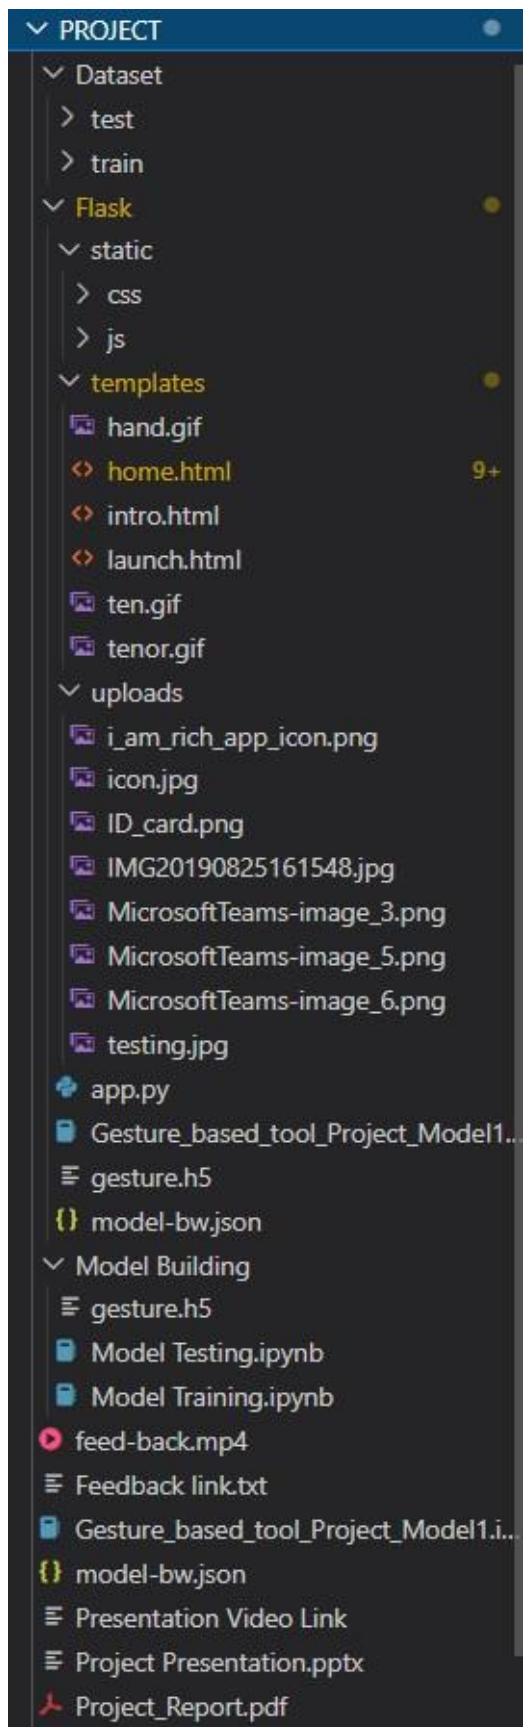 PROJECT
Dataset
test
train
Flask
static
css
js
templates
hand.gif
home.html 9+
intro.html
launch.html
ten.gif
tenor.gif
uploads
i_am_rich_app_icon.png
icon.jpg
ID_card.png
IMG20190825161548.jpg
MicrosoftTeams-image_3.png
MicrosoftTeams-image_5.png
MicrosoftTeams-image_6.png
testing.jpg
app.py
Gesture_based_tool_Project_Model1...
gesture.h5
{} model-bw.json
Model Building
gesture.h5
Model Testing.ipynb
Model Training.ipynb
feed-back.mp4
Feedback link.txt
Gesture_based_tool_Project_Model1.i...
{} model-bw.json
Presentation Video Link
Project Presentation.pptx
Project_Report.pdf